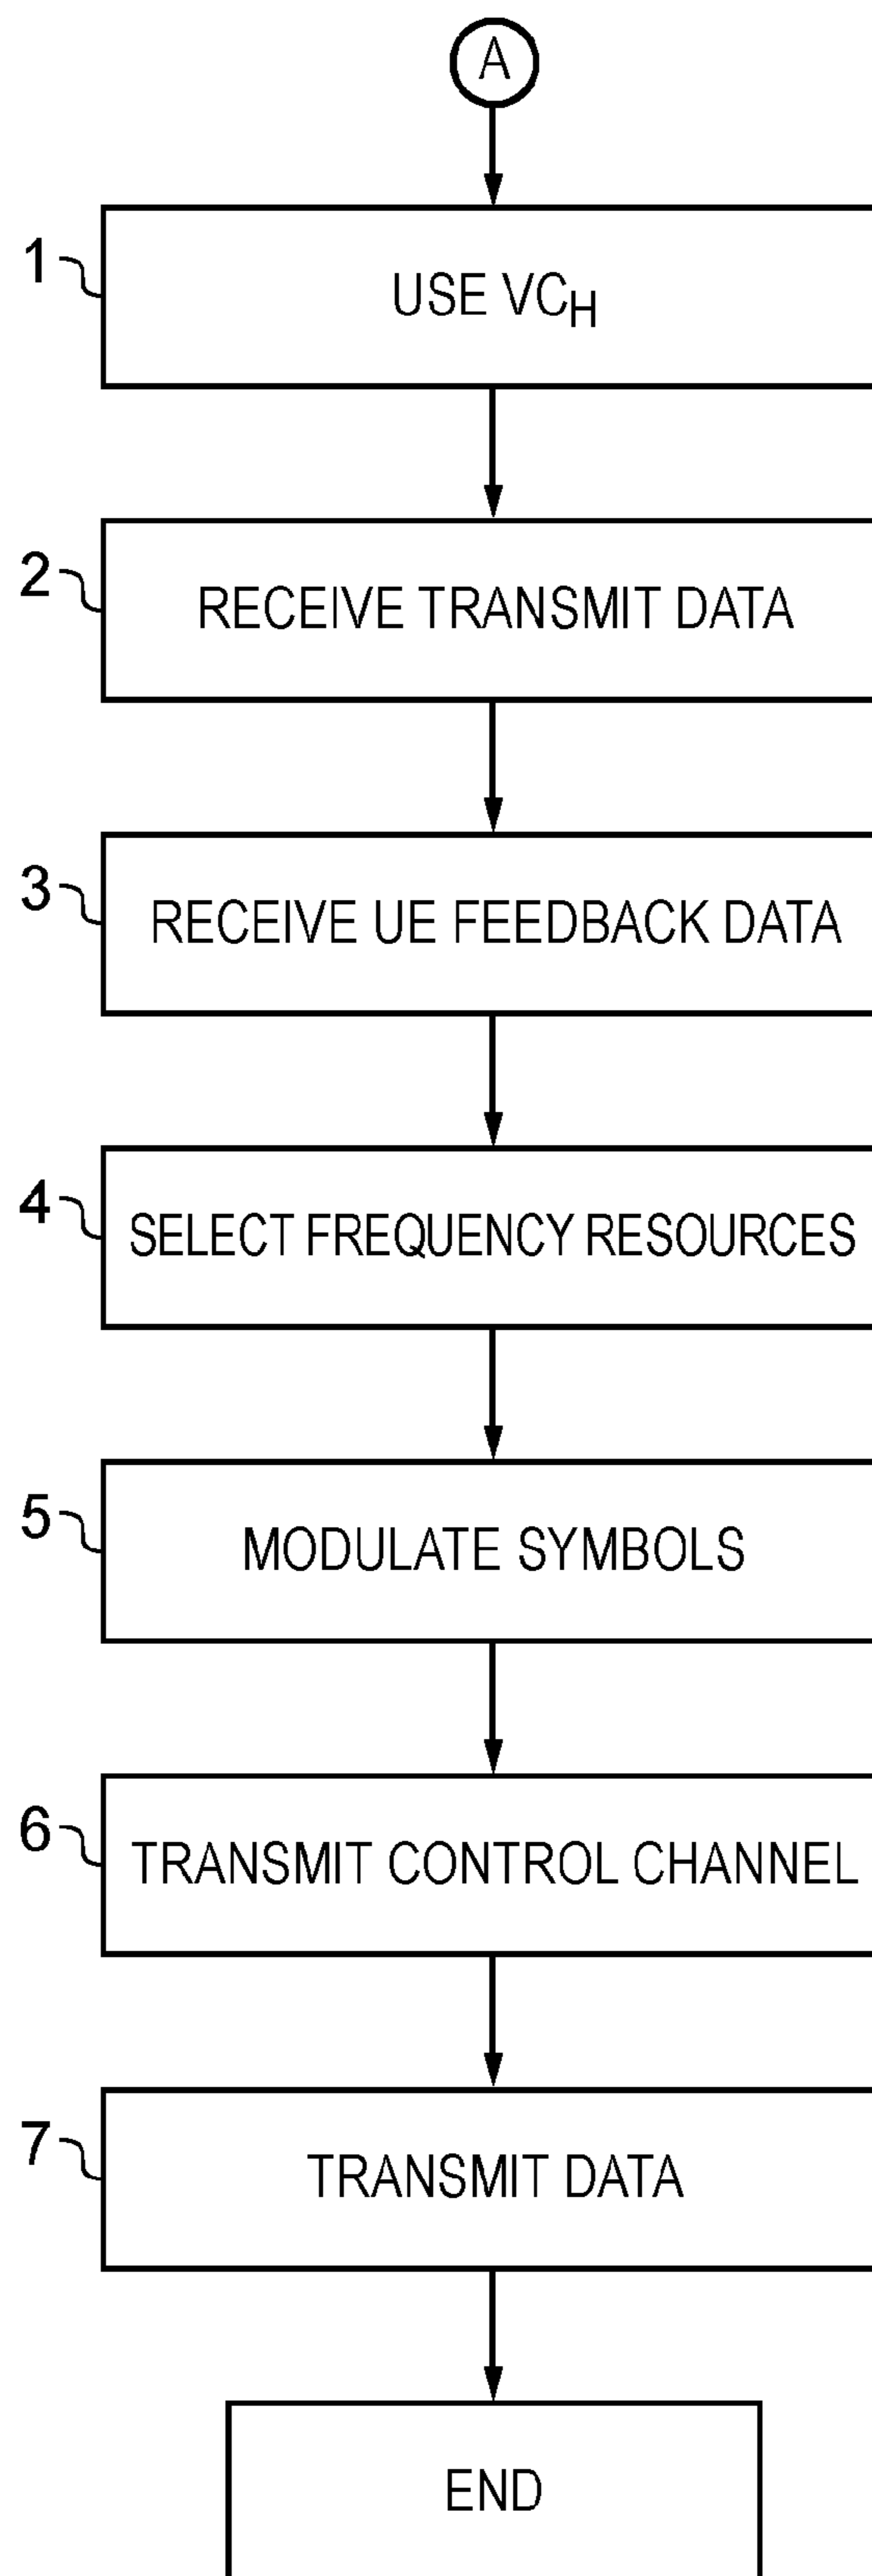 A
1
USE VCH
2
RECEIVE TRANSMIT DATA
3
RECEIVE UE FEEDBACK DATA
4
SELECT FREQUENCY RESOURCES
5
MODULATE SYMBOLS
6
TRANSMIT CONTROL CHANNEL
7
TRANSMIT DATA
END